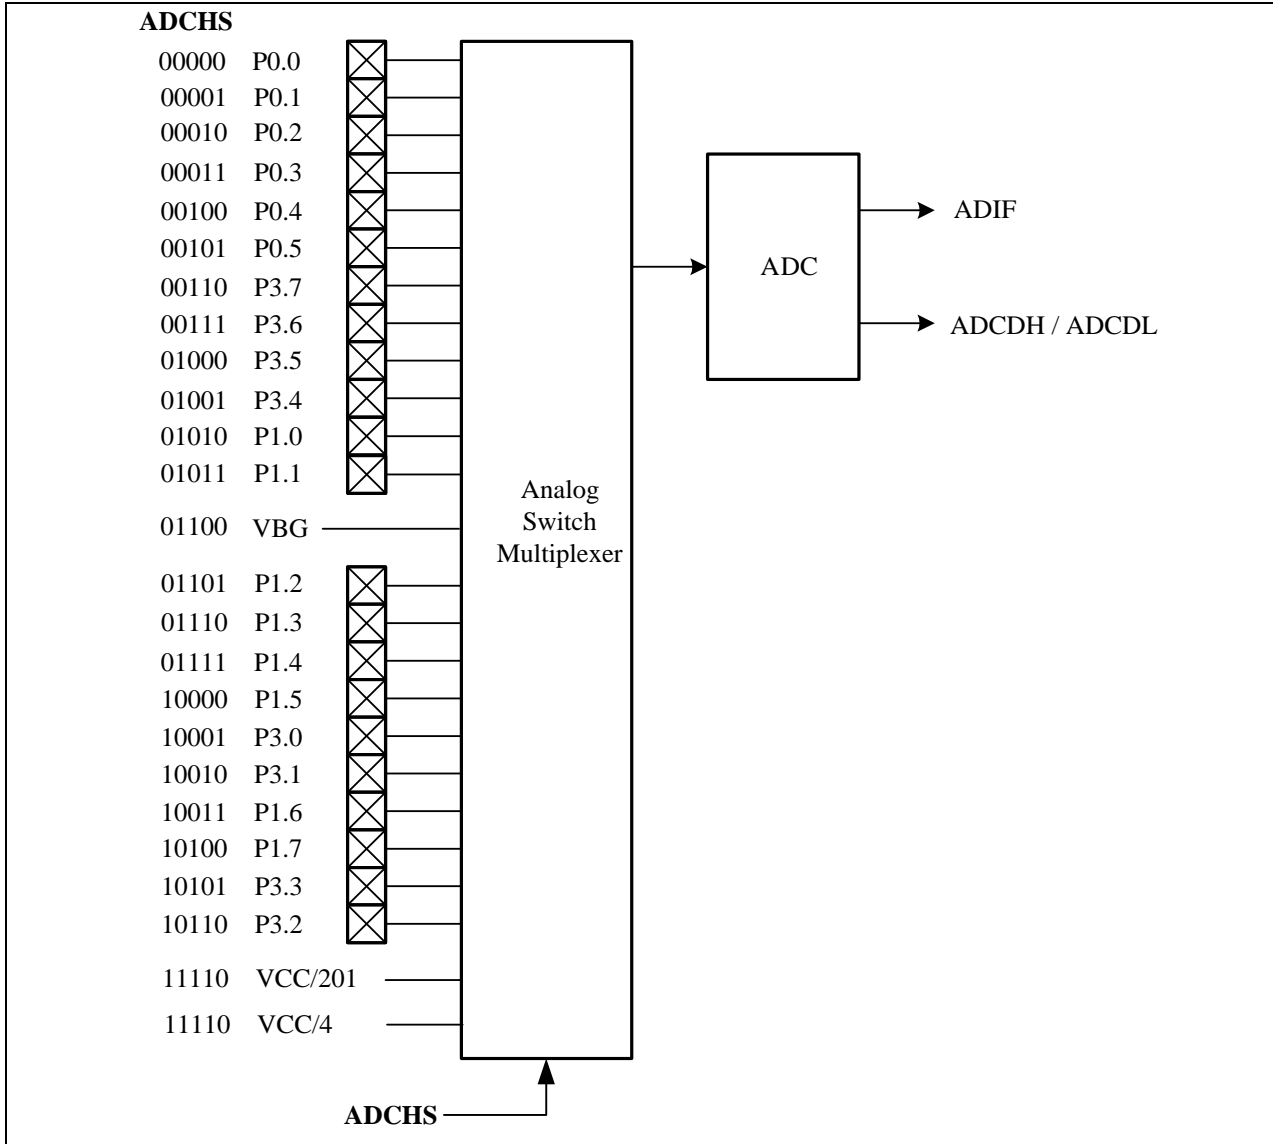 ADCHS
00000 P0.0
00001 P0.1
00010 P0.2
00011 P0.3
00100 P0.4
00101 P0.5
00110 P3.7
00111 P3.6
01000 P3.5
01001 P3.4
01010 P1.0
01011 P1.1
01100 VBG
01101 P1.2
01110 P1.3
01111 P1.4
10000 P1.5
10001 P3.0
10010 P3.1
10011 P1.6
10100 P1.7
10101 P3.3
10110 P3.2
11110 VCC/201
11110 VCC/4
Analog
Switch
Multiplexer
ADCHS
ADC
ADIF
ADCDH / ADCDL